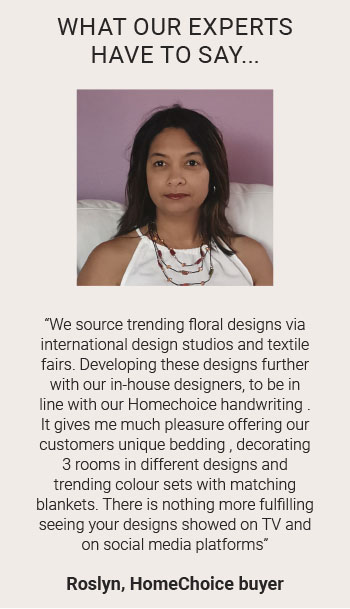 WHAT OUR EXPERTS
HAVE TO SAY...
“We source trending floral designs via
international design studios and textile
fairs. Developing these designs further
with our in-house designers, to be in
line with our Homechoice handwriting .
It gives me much pleasure offering our
customers unique bedding , decorating
3 rooms in different designs and
trending colour sets with matching
blankets. There is nothing more fulfilling
seeing your designs showed on TV and
on social media platforms”
Roslyn, HomeChoice buyer